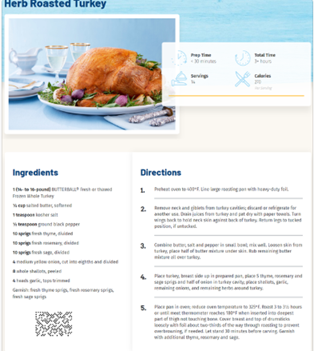 Herb Roasted Turkey
Prep Time
< 30 minutes
Total Time
3+ hours
Servings
Calories
Ingredients
1 (14- to 16-pound) BUTTERBALL® fresh or thawed
frozen Whole Turkey
½ cup salted butter, softened
1 teaspoon kosher salt
½ teaspoon ground black pepper
10 sprigs fresh thyme, divided
10 sprigs fresh rosemary, divided
10 sprigs fresh sage, divided
4 medium yellow onion, cut into eighths and divided
6 whole shallots, peeled
4 heads garlic, tops trimmed
Garnish: fresh thyme sprigs, fresh rosemary sprigs,
fresh sage sprigs
Directions
1. Preheat oven to 400°F. Line large roasting pan with heavy-duty foil.
2. Remove neck and giblets from turkey cavities; discard or refrigerate for
another use. Drain juices from turkey and pat dry with paper towels. Turn
wings back to hold neck skin against back of turkey. Return legs to tucked
position, if untucked.
3. Combine butter, salt and pepper in small bowl; mix well. Loosen skin from
turkey, place half of butter mixture under skin. Rub remaining butter
mixture all over turkey.
4. Place turkey, breast side up in prepared pan; place 5 thyme, rosemary and
sage sprigs and half of onion in turkey cavity, place shallots, garlic,
remaining onions, and remaining herbs around turkey.
5. Place pan in oven; reduce oven temperature to 325°F. Roast 3 to 3½ hours
or until meat thermometer reaches 180°F when inserted into deepest
part of thigh not touching bone. Cover breast and top of drumsticks
loosely with foil about two-thirds of the way through roasting to prevent
overbrowning, if needed. Let stand 15 minutes before carving. Garnish
with additional thyme, rosemary and sage.